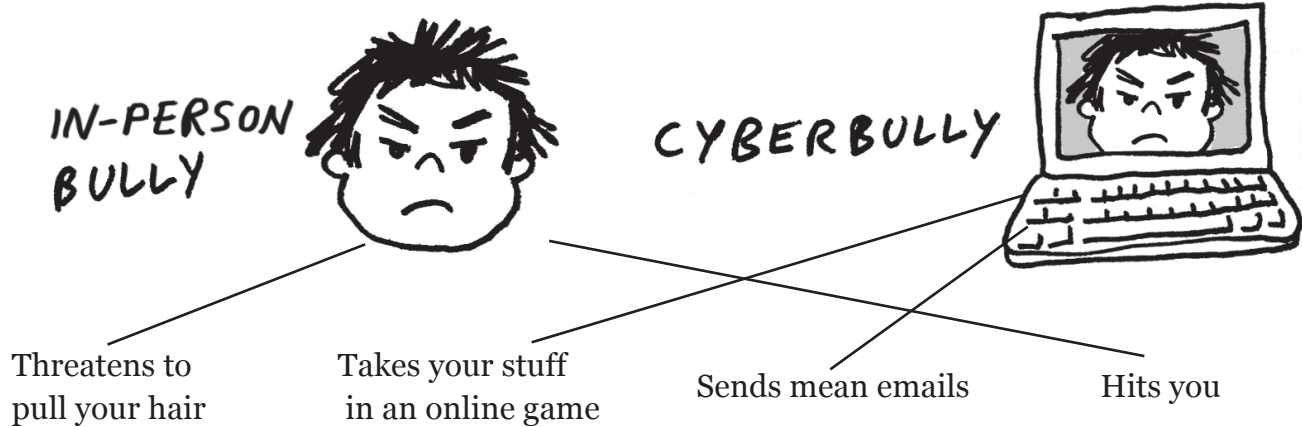 IN-PERSON
BULLY
CYBERBULLY
Threatens to
pull your hair
Takes your stuff
in an online game
Sends mean emails
Hits you